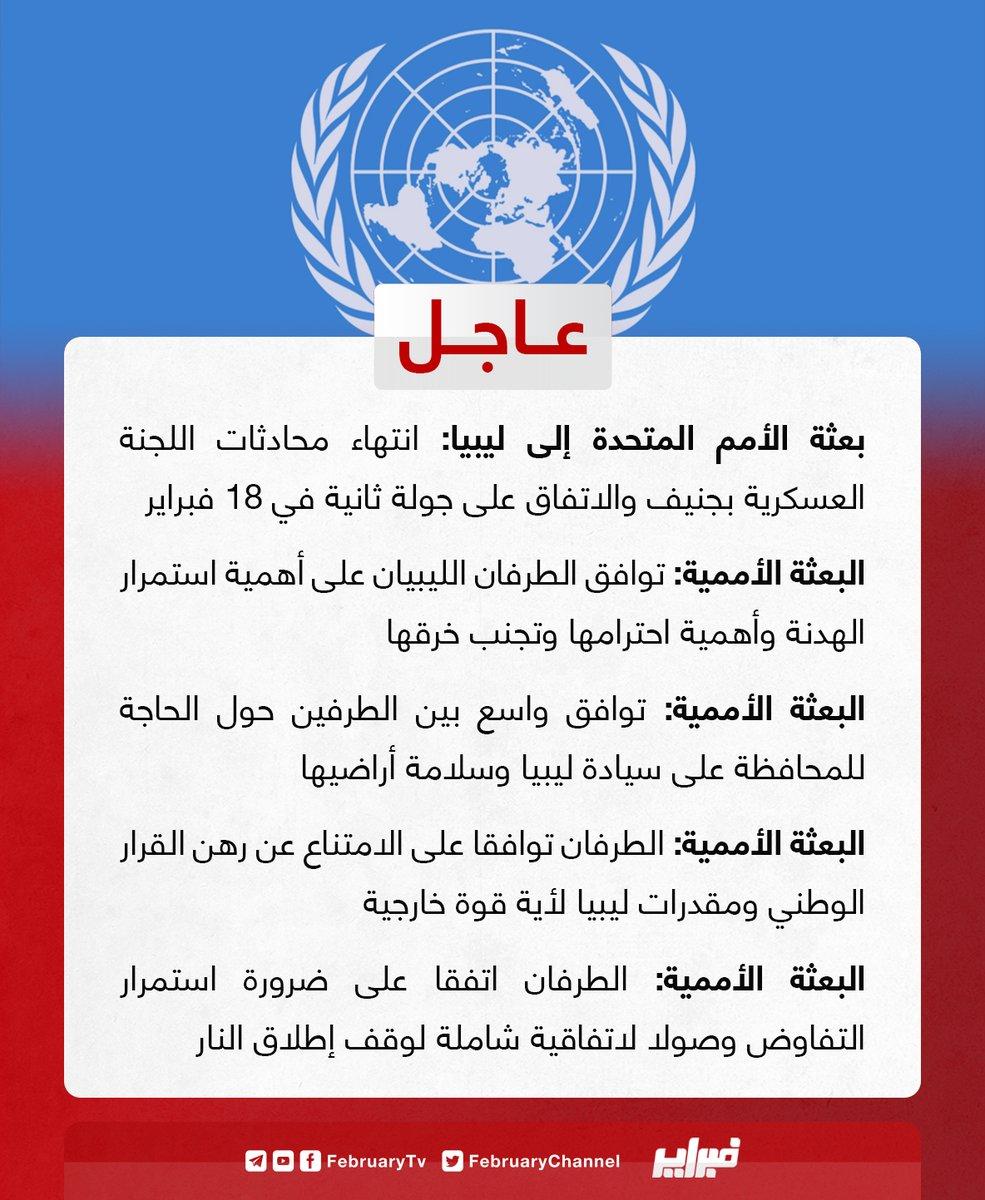 عاجل
بعثة الأمم المتحدة إلى ليبيا: انتهاء محادثات اللجنة
العسكرية بجنيف والاتفاق على جولة ثانية في 18 فبراير
البعثة الأممية: توافق الطرفان الليبيان على أهمية استمرار
الهدنة وأهمية احترامها وتجنب خرقها
البعثة الأممية: توافق واسع بين الطرفين حول الحاجة
للمحافظة على سيادة ليبيا وسلامة أراضيها
البعثة الأممية: الطرفان توافقا على الامتناع عن رهن القرار
الوطني ومقدرات ليبيا لأية قوة خارجية
البعثة الأممية: الطرفان اتفقا على ضرورة استمرار
التفاوض وصولا لاتفاقية شاملة لوقف إطلاق النار
FebruaryTv FebruaryChannel فبراير